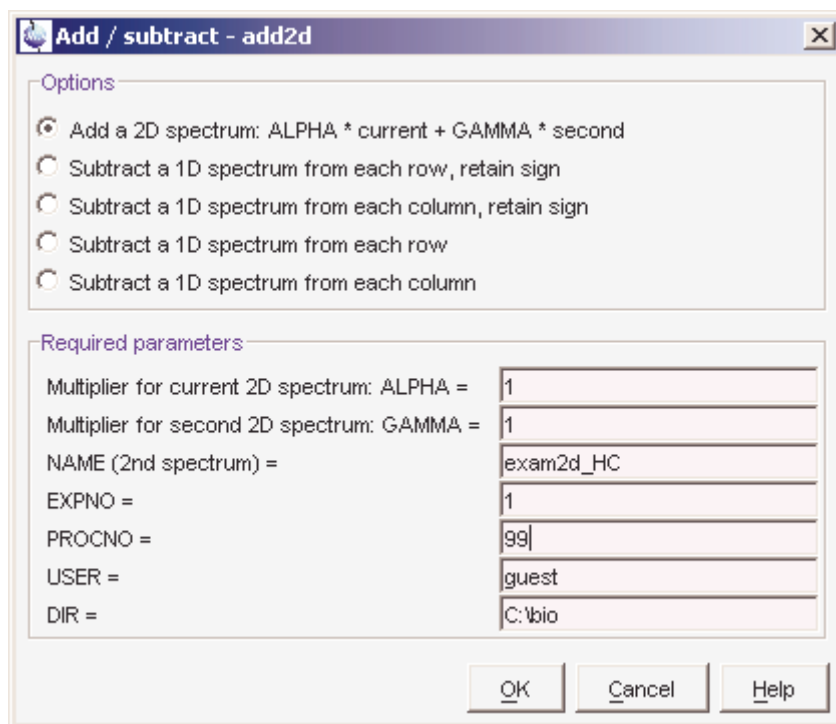 Add / subtract - add2d
Options
Add a 2D spectrum: ALPHA * current + GAMMA * second
Subtract a 1D spectrum from each row, retain sign
Subtract a 1D spectrum from each column, retain sign
Subtract a 1D spectrum from each row
Subtract a 1D spectrum from each column
Required parameters
Multiplier for current 2D spectrum: ALPHA = 1
Multiplier for second 2D spectrum: GAMMA = 1
NAME (2nd spectrum) = exam2d_HC
EXPNO = 1
PROCNO = 99
USER = guest
DIR = C:\bio
OK Cancel Help